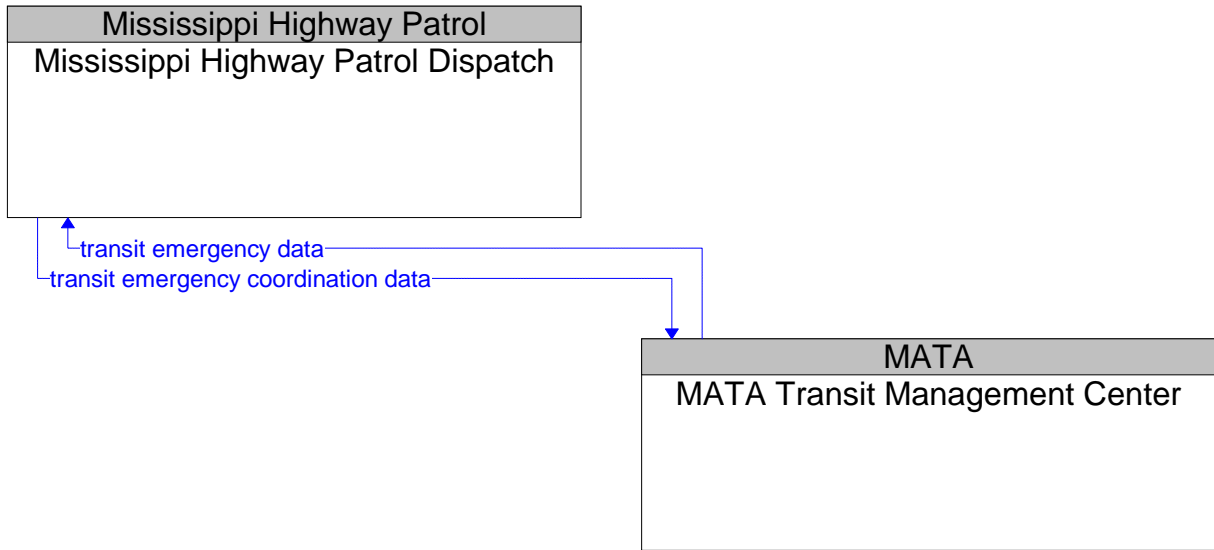 Mississippi Highway Patrol
Mississippi Highway Patrol Dispatch
transit emergency data
transit emergency coordination data
MATA
MATA Transit Management Center